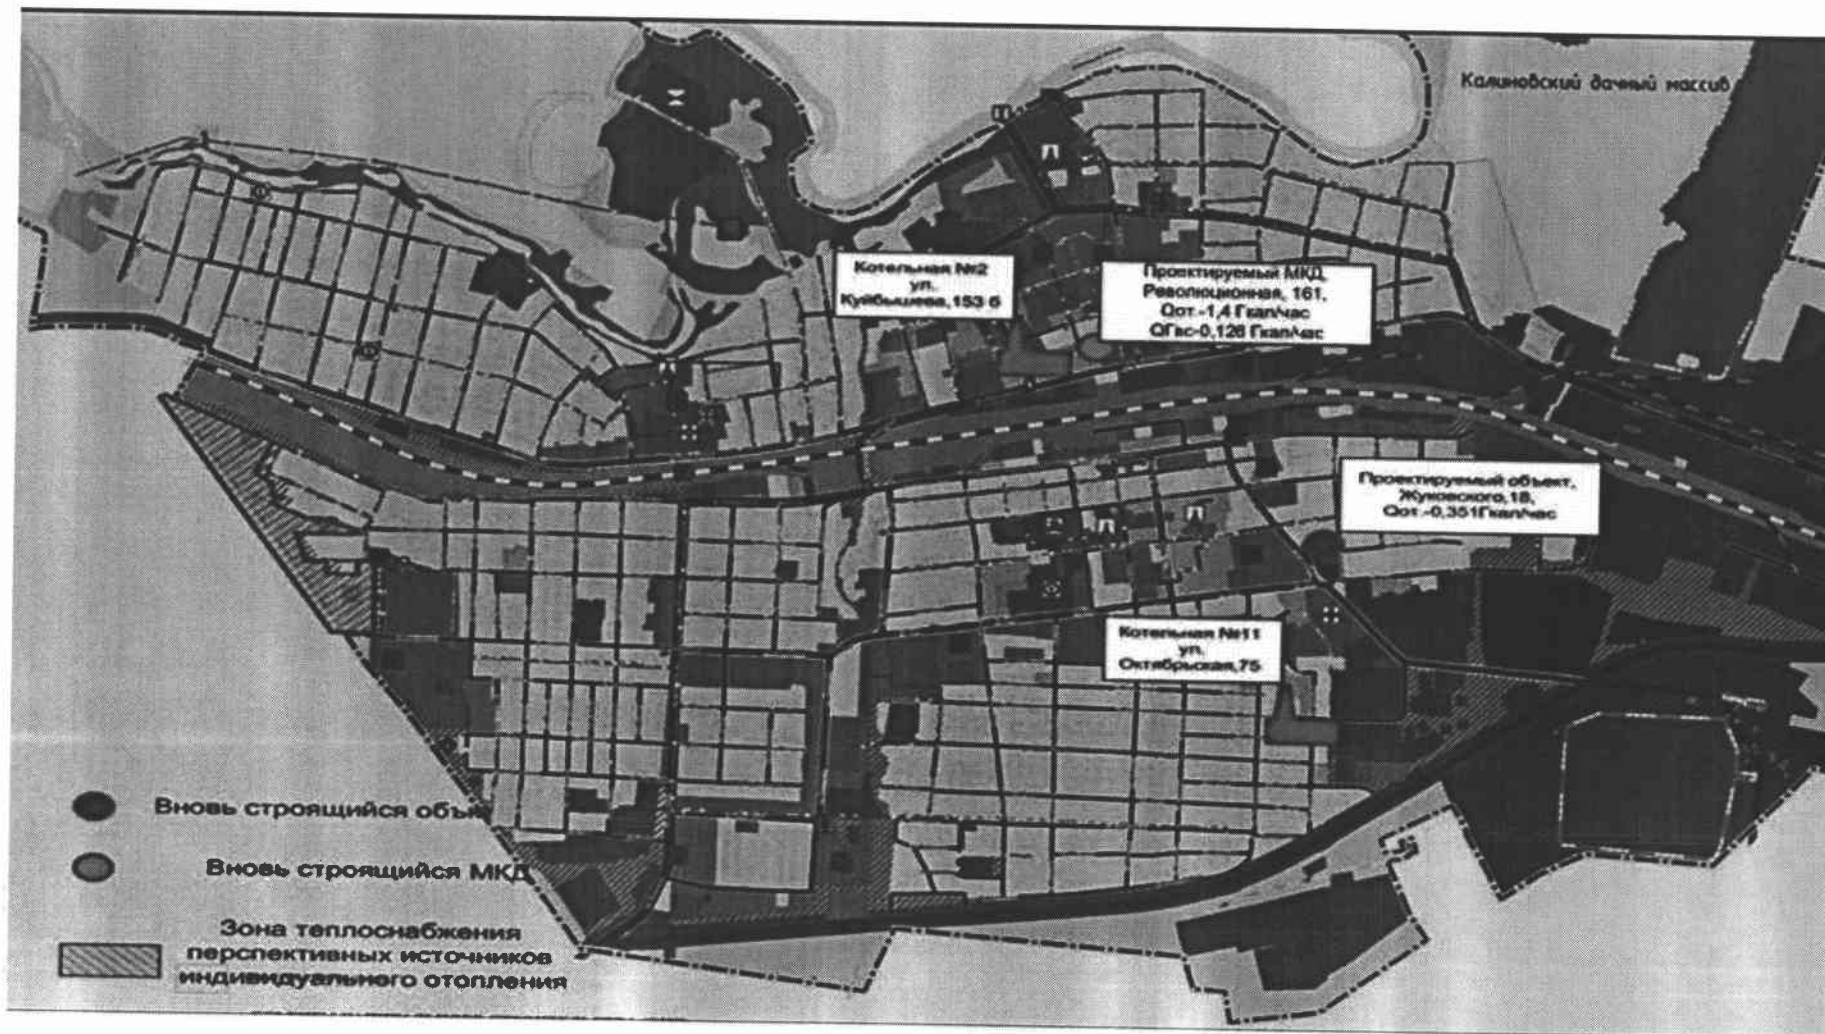 Калиновский дачный массив
Котельная №2
ул.
Куйбышева,153 б
Проектируемый МКД,
Революционная, 161,
Qот.-1,4 Гкал/час
QГвс-0,126 Гкал/час
Проектируемый объект,
Жуковского,18,
Qот.-0,351Гкал/час
Котельная №11
ул.
Октябрьская,75
Вновь строящийся объ
Вновь строящийся МКД
Зона теплоснабжения
перспективных источников
индивидуального отопления